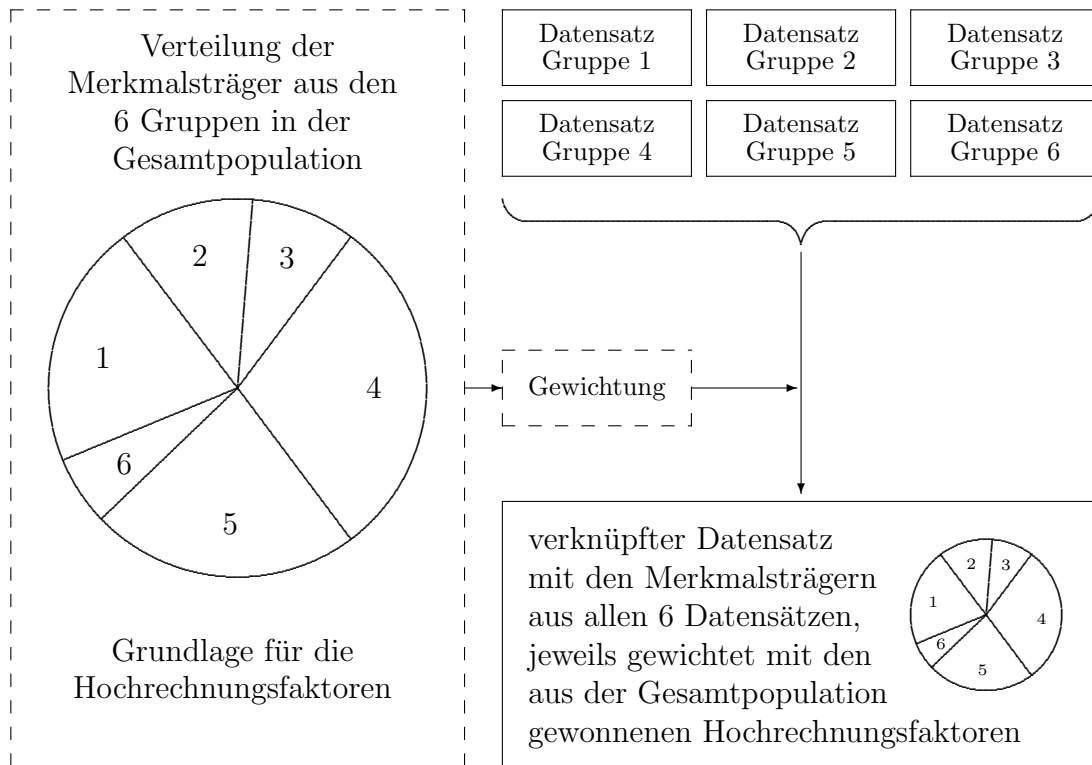 Verteilung der
Merkmalsträger aus den
6 Gruppen in der
Gesamtpopulation
2
3
1
4
6
5
Grundlage für die
Hochrechnungsfaktoren
Datensatz
Gruppe 1
Datensatz
Gruppe 2
Datensatz
Gruppe 3
Datensatz
Gruppe 4
Datensatz
Gruppe 5
Datensatz
Gruppe 6
Gewichtung
verknüpfter Datensatz
mit den Merkmalsträgern
aus allen 6 Datensätzen,
jeweils gewichtet mit den
aus der Gesamtpopulation
gewonnenen Hochrechnungsfaktoren
2
3
1
4
6
5